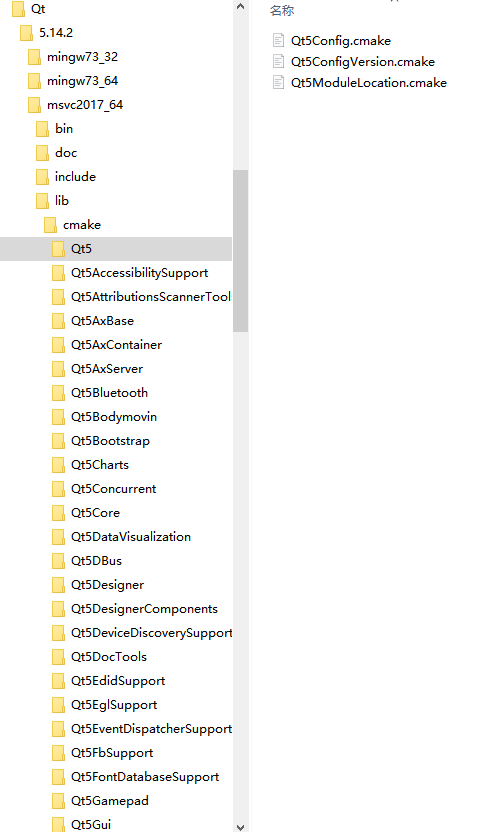 Qt
5.14.2
mingw73_32
mingw73_64
msvc2017_64
bin
doc
include
lib
cmake
Qt5
Qt5AccessibilitySupport
Qt5AttributionsScannerTool
Qt5AxBase
Qt5AxContainer
Qt5AxServer
Qt5Bluetooth
Qt5Bodymovin
Qt5Bootstrap
Qt5Charts
Qt5Concurrent
Qt5Core
Qt5DataVisualization
Qt5DBus
Qt5Designer
Qt5DesignerComponents
Qt5DeviceDiscoverySupport
Qt5DocTools
Qt5EdidSupport
Qt5EglSupport
Qt5EventDispatcherSupport
Qt5FbSupport
Qt5FontDatabaseSupport
Qt5Gamepad
Qt5Gui
名称
Qt5Config.cmake
Qt5ConfigVersion.cmake
Qt5ModuleLocation.cmake